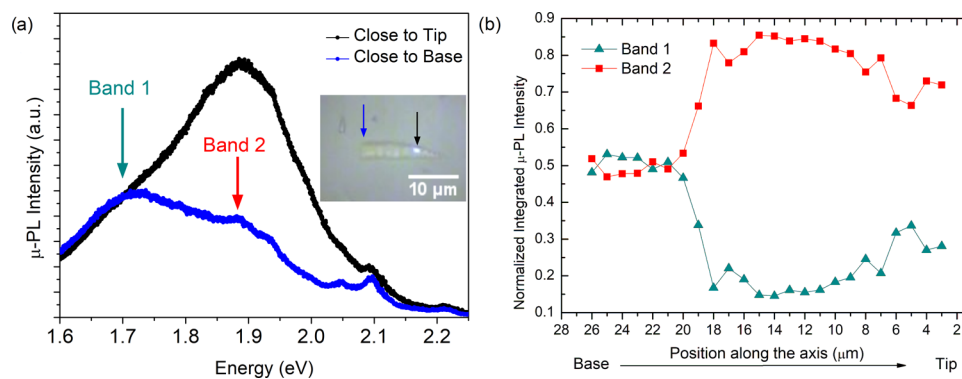 (a)
μ-PL Intensity (a.u.)
Close to Tip
Close to Base
Band 1
Band 2
10 μm
1.6 1.7 1.8 1.9 2.0 2.1 2.2
Energy (eV)
(b)
Normalized Integrated μ-PL Intensity
0.9
0.8
0.7
0.6
0.5
0.4
0.3
0.2
0.1
Band 1
Band 2
28 26 24 22 20 18 16 14 12 10 8 6 4 2
Position along the axis (μm)
Base
Tip